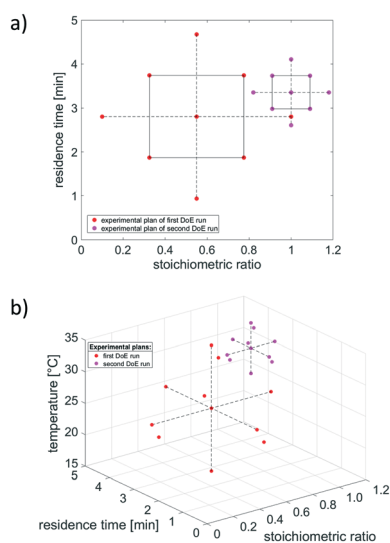 a)
5
4
3
2
1
0
residence time [min]
experimental plan of first DoE run
experimental plan of second DoE run
0 0.2 0.4 0.6 0.8 1 1.2
stoichiometric ratio
b)
35
30
25
20
15
temperature [°C]
Experimental plans:
first DoE run
second DoE run
5 4 3 2 1 0
residence time [min]
0 0.2 0.4 0.6 0.8 1.0 1.2
stoichiometric ratio